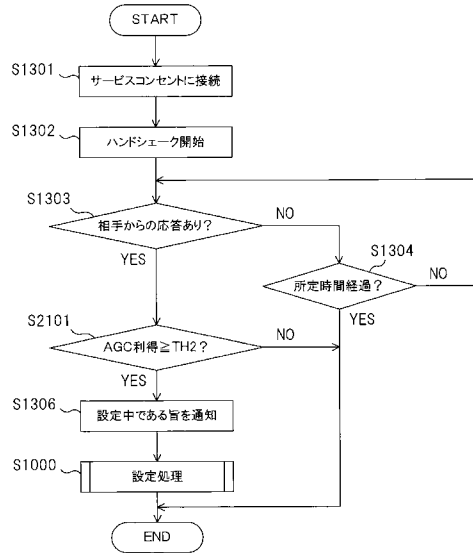 START
S1301
サービスコンセントに接続
S1302
ハンドシェーク開始
S1303
相手からの応答あり?
NO
YES
S1304
所定時間経過?
NO
YES
S2101
AGC利得≧TH2?
NO
YES
S1306
設定中である旨を通知
S1000
設定処理
END